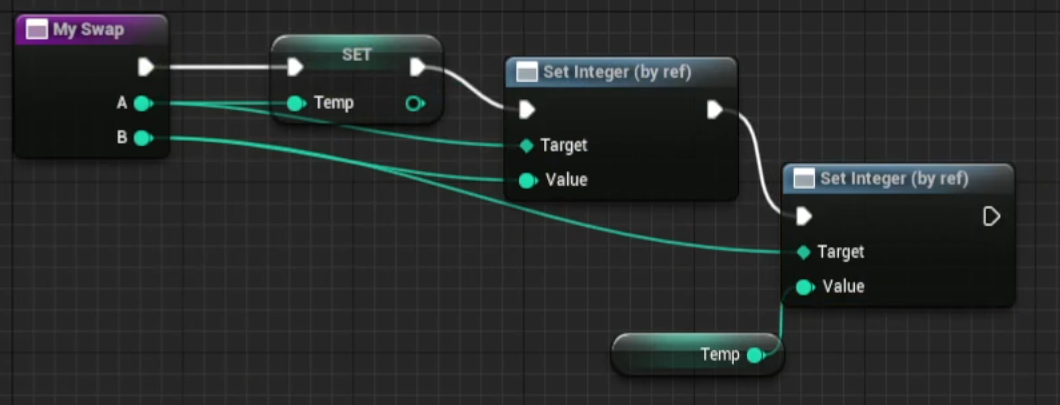 My Swap
A
B
SET
Temp
Set Integer (by ref)
Target
Value
Set Integer (by ref)
Target
Value
Temp